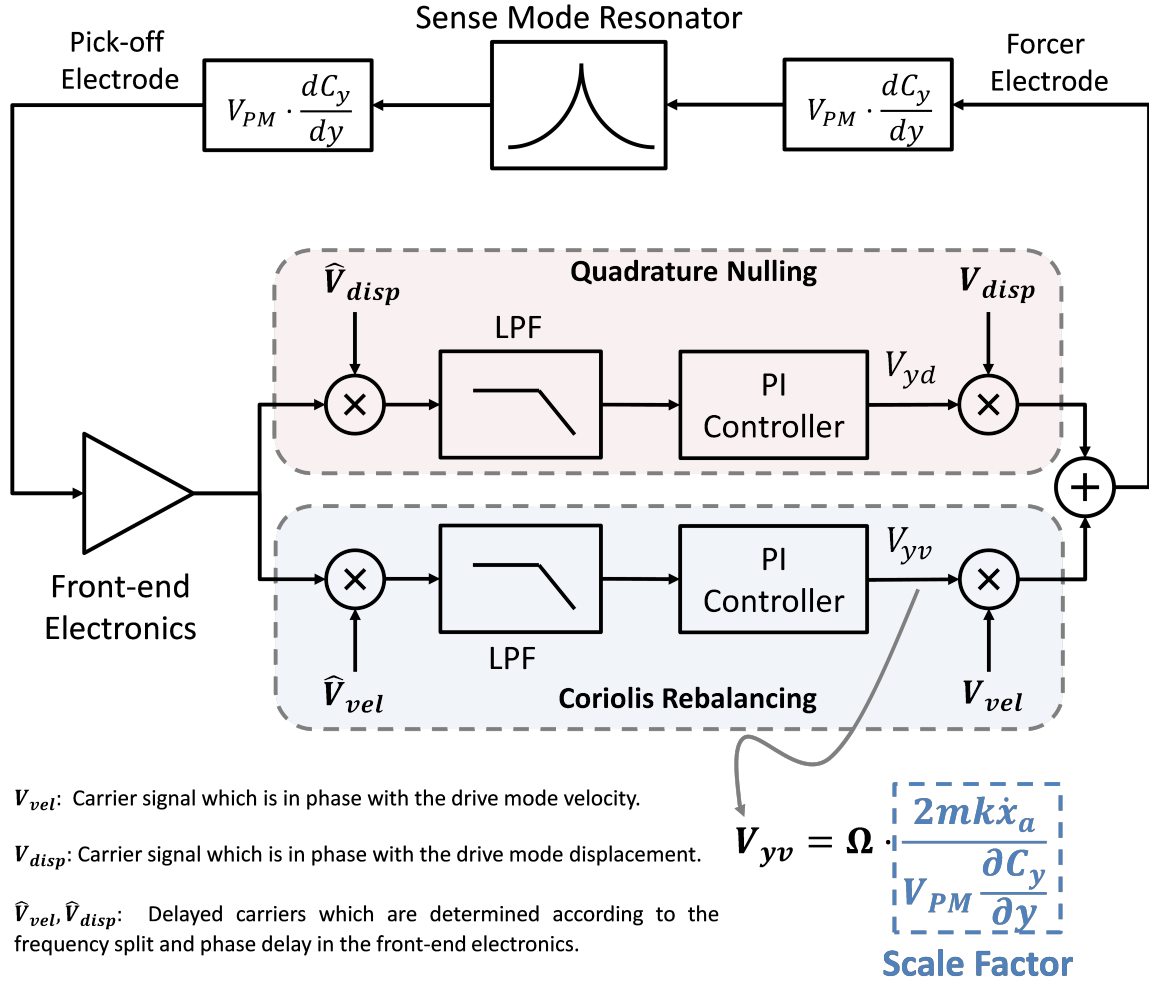 Sense Mode Resonator
Pick-off
Electrode
V_PM · dC_y/dy
V_PM · dC_y/dy
Forcer
Electrode
Quadrature Nulling
V̂_disp
V_disp
LPF
×
PI
Controller
V_yd
×
+
Front-end
Electronics
×
PI
Controller
V_yv
×
LPF
V̂_vel
V_vel
Coriolis Rebalancing
V_vel: Carrier signal which is in phase with the drive mode velocity.
V_disp: Carrier signal which is in phase with the drive mode displacement.
V̂_vel, V̂_disp: Delayed carriers which are determined according to the
frequency split and phase delay in the front-end electronics.
V_yv = Ω · 2mkẋ_a / (V_PM ∂C_y/∂y)
Scale Factor